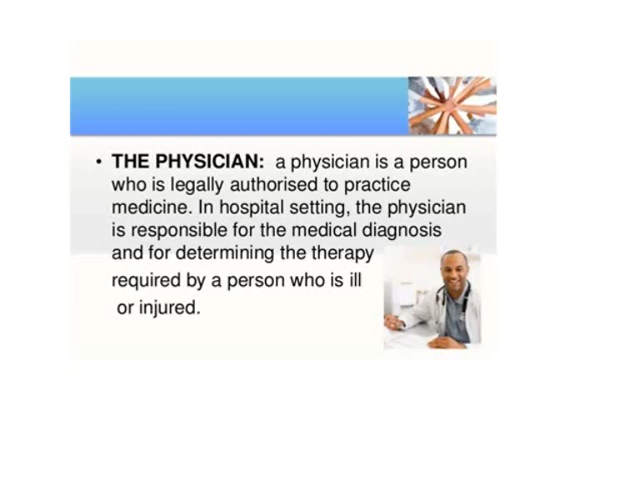 • THE PHYSICIAN: a physician is a person
who is legally authorised to practice
medicine. In hospital setting, the physician
is responsible for the medical diagnosis
and for determining the therapy
required by a person who is ill
or injured.